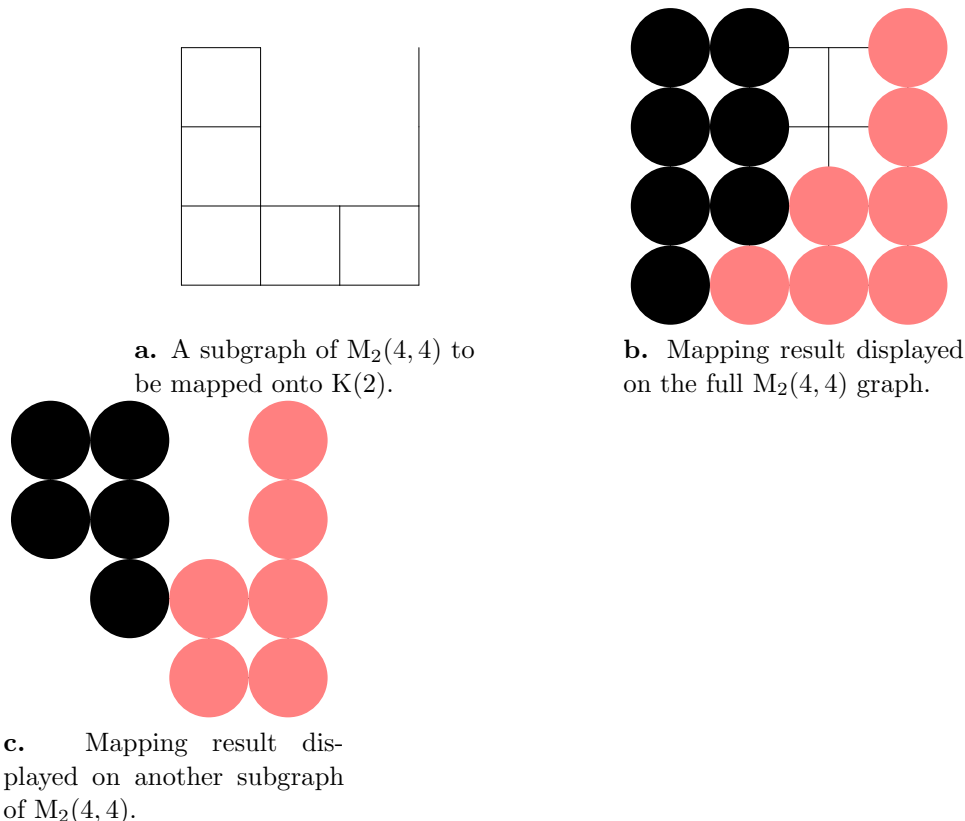 a. A subgraph of M₂(4, 4) to
be mapped onto K(2).
b. Mapping result displayed
on the full M₂(4, 4) graph.
c. Mapping result dis-
played on another subgraph
of M₂(4, 4).